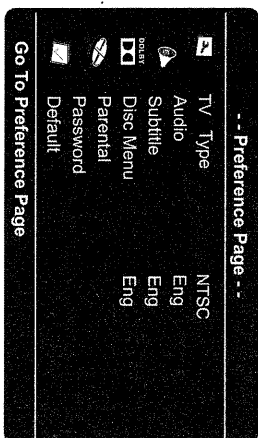 - - Preference Page - -
TV Type NTSC
Audio Eng
Subtitle Eng
DOLBY
Disc Menu Eng
Parental
Password
Default
Go To Preference Page